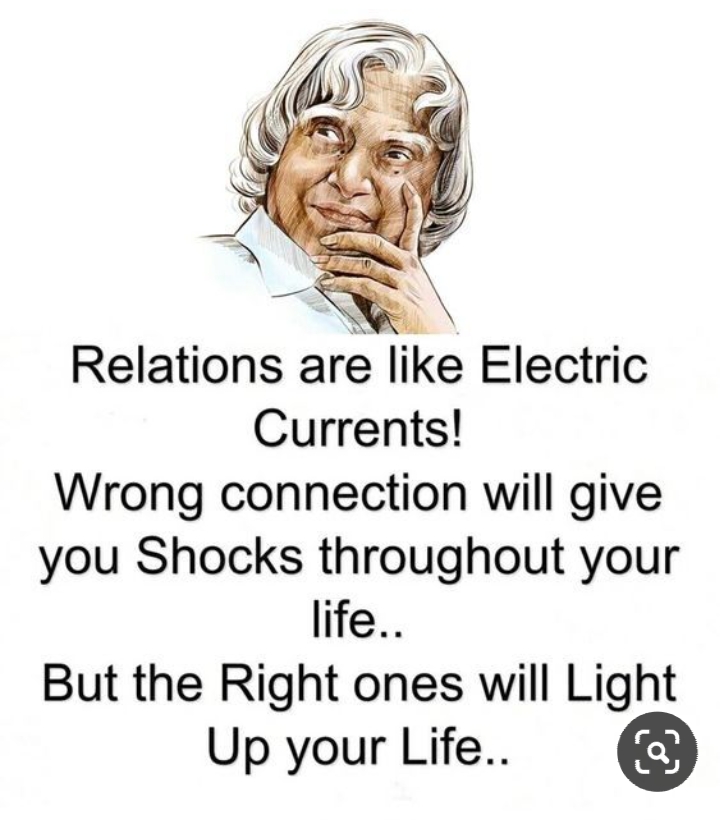 Relations are like Electric
Currents!
Wrong connection will give
you Shocks throughout your
life..
But the Right ones will Light
Up your Life..